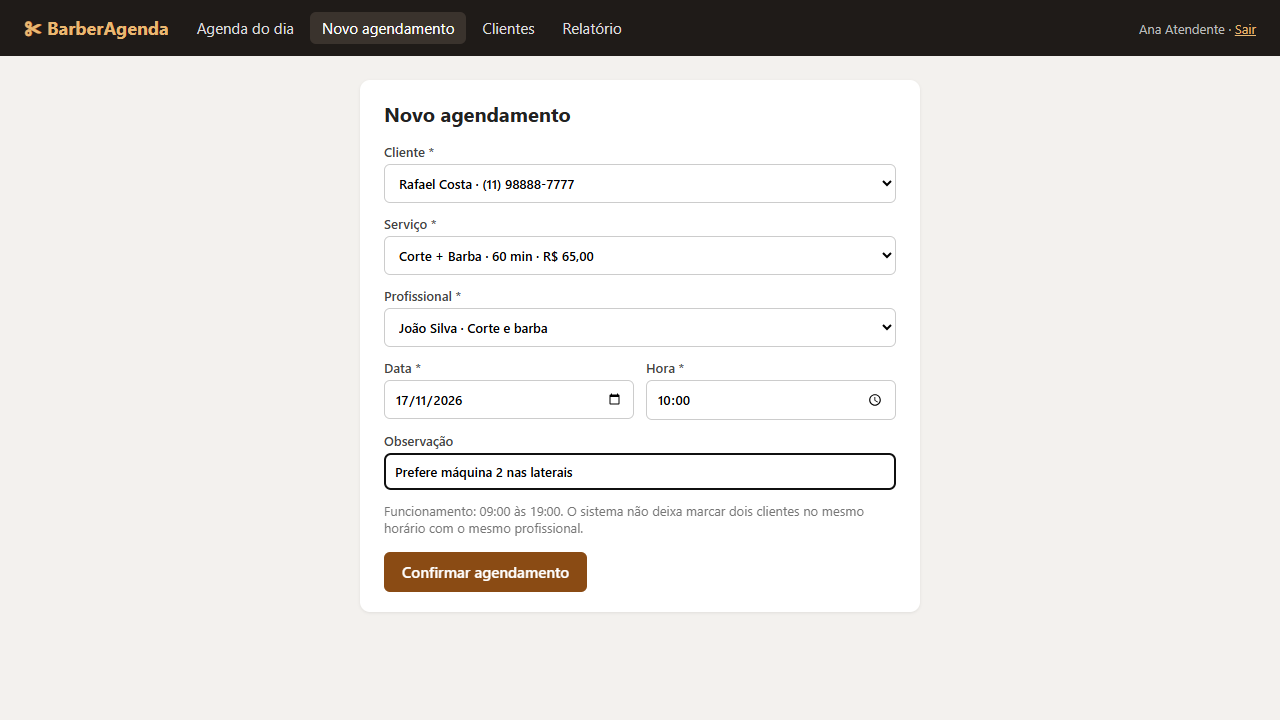 BarberAgenda
Agenda do dia
Novo agendamento
Clientes
Relatório
Ana Atendente · Sair
Novo agendamento
Cliente *
Rafael Costa · (11) 98888-7777
Serviço *
Corte + Barba · 60 min · R$ 65,00
Profissional *
João Silva · Corte e barba
Data *
Hora *
17/11/2026
10:00
Observação
Prefere máquina 2 nas laterais
Funcionamento: 09:00 às 19:00. O sistema não deixa marcar dois clientes no mesmo
horário com o mesmo profissional.
Confirmar agendamento